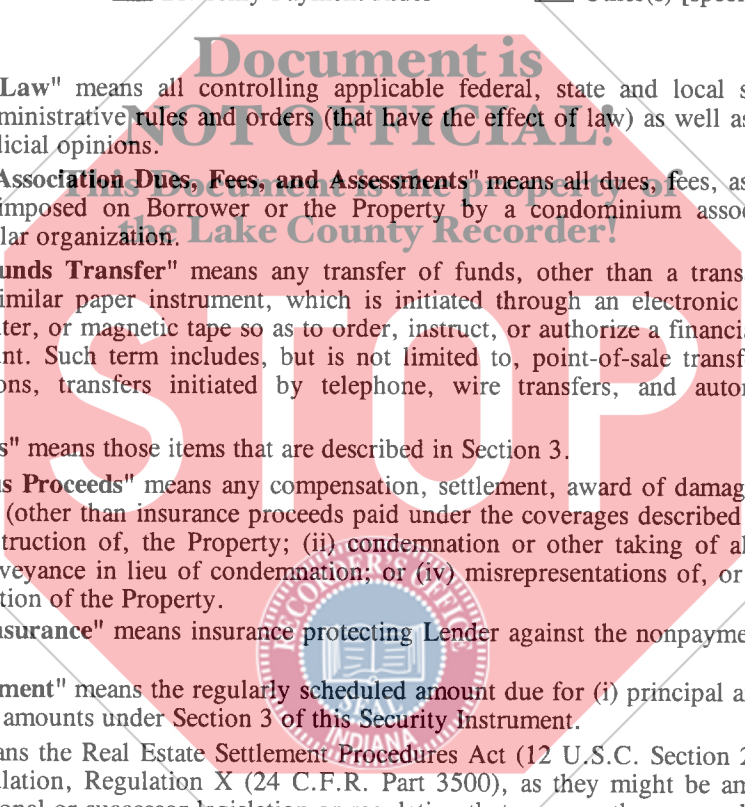 Document is
NOT OFFICIAL!
This Document is the property of
the Lake County Recorder!
STOP
Law" means all controlling applicable federal, state and local
ministrative rules and orders (that have the effect of law) as well as
licial opinions.
Association Dues, Fees, and Assessments" means all dues, fees,
imposed on Borrower or the Property by a condominium
lar organization.
unds Transfer" means any transfer of funds, other than a
imilar paper instrument, which is initiated through an electronic
ter, or magnetic tape so as to order, instruct, or authorize a
nt. Such term includes, but is not limited to, point-of-sale
ons, transfers initiated by telephone, wire transfers, and
s" means those items that are described in Section 3.
s Proceeds" means any compensation, settlement, award of
(other than insurance proceeds paid under the coverages described
truction of, the Property; (ii) condemnation or other taking of
veyance in lieu of condemnation; or (iv) misrepresentations of, or
tion of the Property.
nsurance" means insurance protecting Lender against the
ment" means the regularly scheduled amount due for (i) principal
amounts under Section 3 of this Security Instrument.
ans the Real Estate Settlement Procedures Act (12 U.S.C. Section
lation, Regulation X (24 C.F.R. Part 3500), as they might be
RECORDER'S OFFICE
SEAL
INDIANA